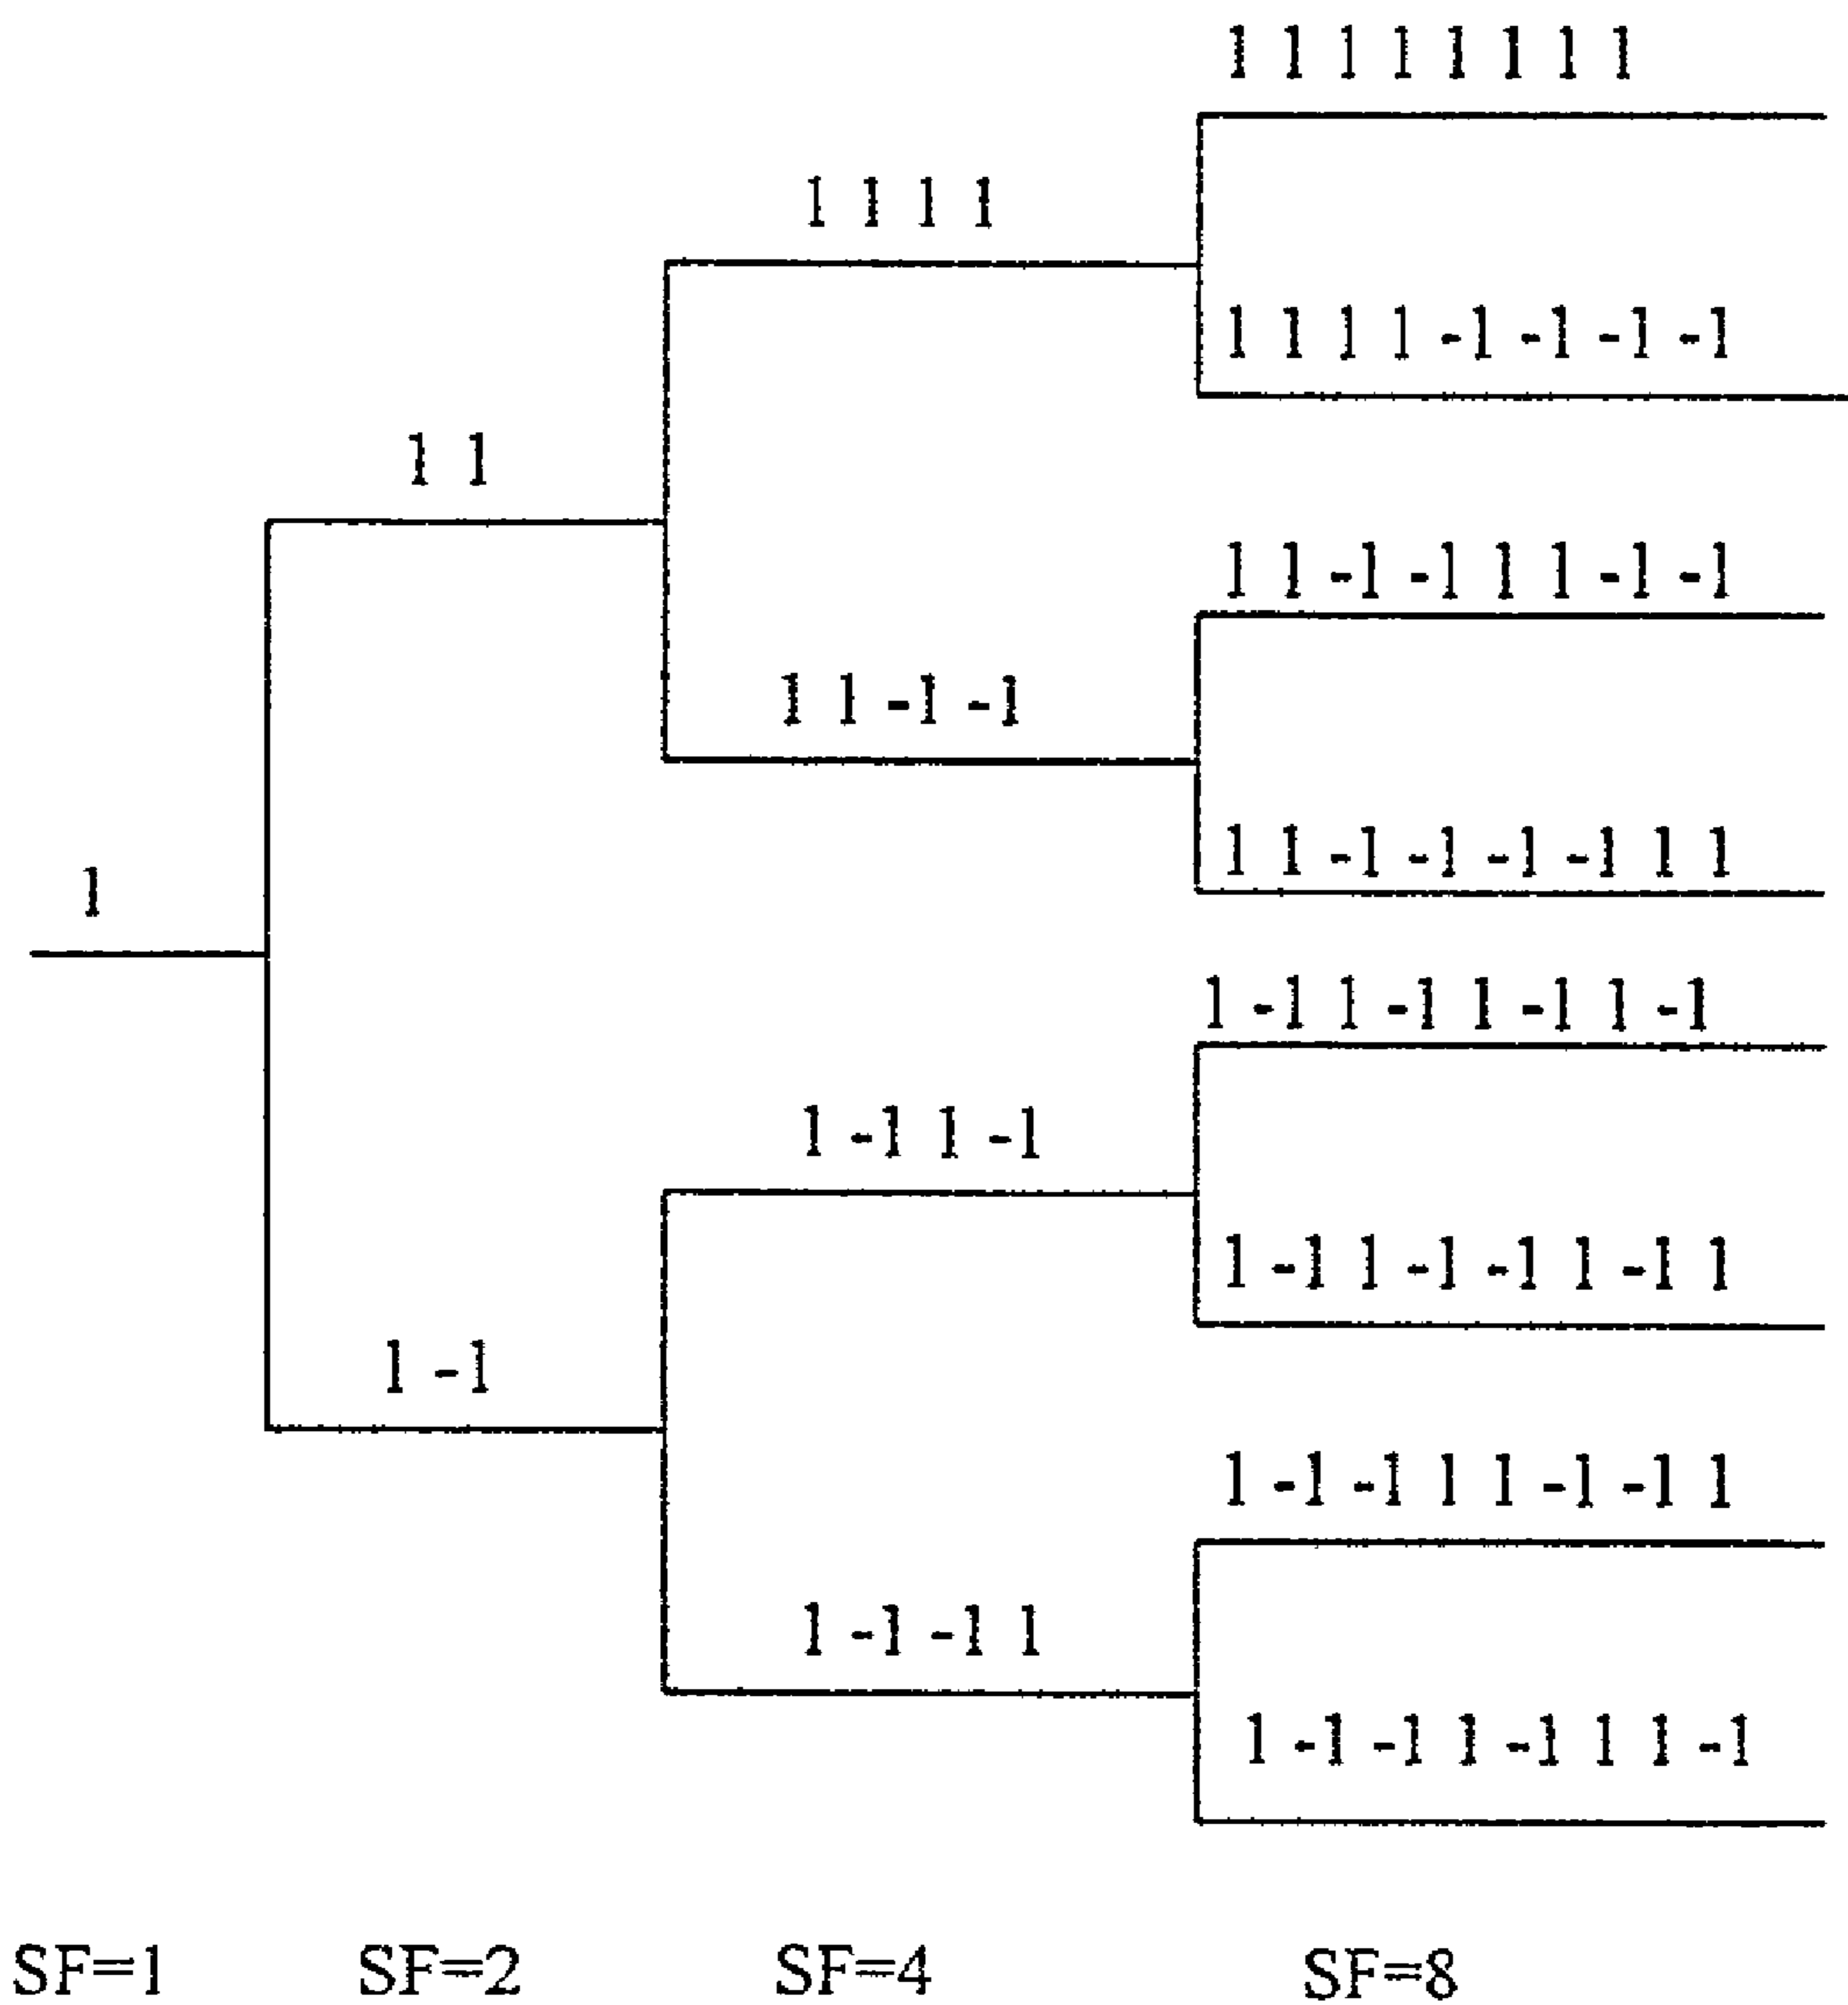 1 1 1 1 1 1 1 1
1 1 1 1
1 1 1 1 -1 -1 -1 -1
1 1
1 1 -1 -1 1 1 -1 -1
1 1 -1 -1
1 1 -1 -1 -1 -1 1 1
1
1 -1 1 -1 1 -1 1 -1
1 -1 1 -1
1 -1 1 -1 -1 1 -1 1
1 -1
1 -1 -1 1 1 -1 -1 1
1 -1 -1 1
1 -1 -1 1 -1 1 1 -1
SF=1 SF=2 SF=4 SF=8